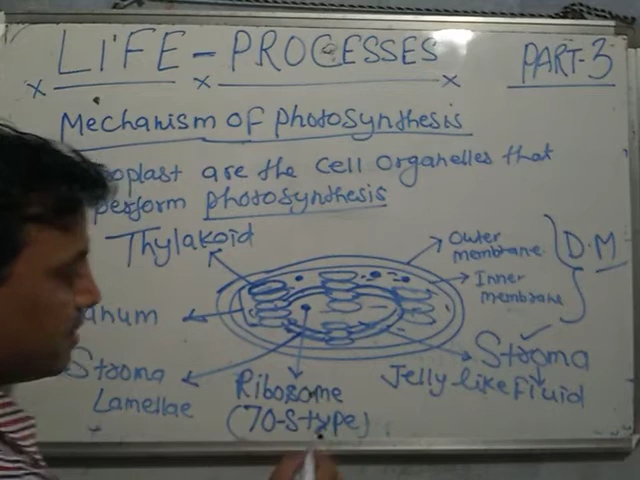 LIFE - PROCESSES
PART-3
Mechanism of photosynthesis
oplast are the cell organelles that
perform photosynthesis
Thylakoid
Outer
membrane
D.M
Inner
membrane
anum
Stroma
Jelly-like Fluid
Stroma
Lamellae
Ribosome
(70-S type)